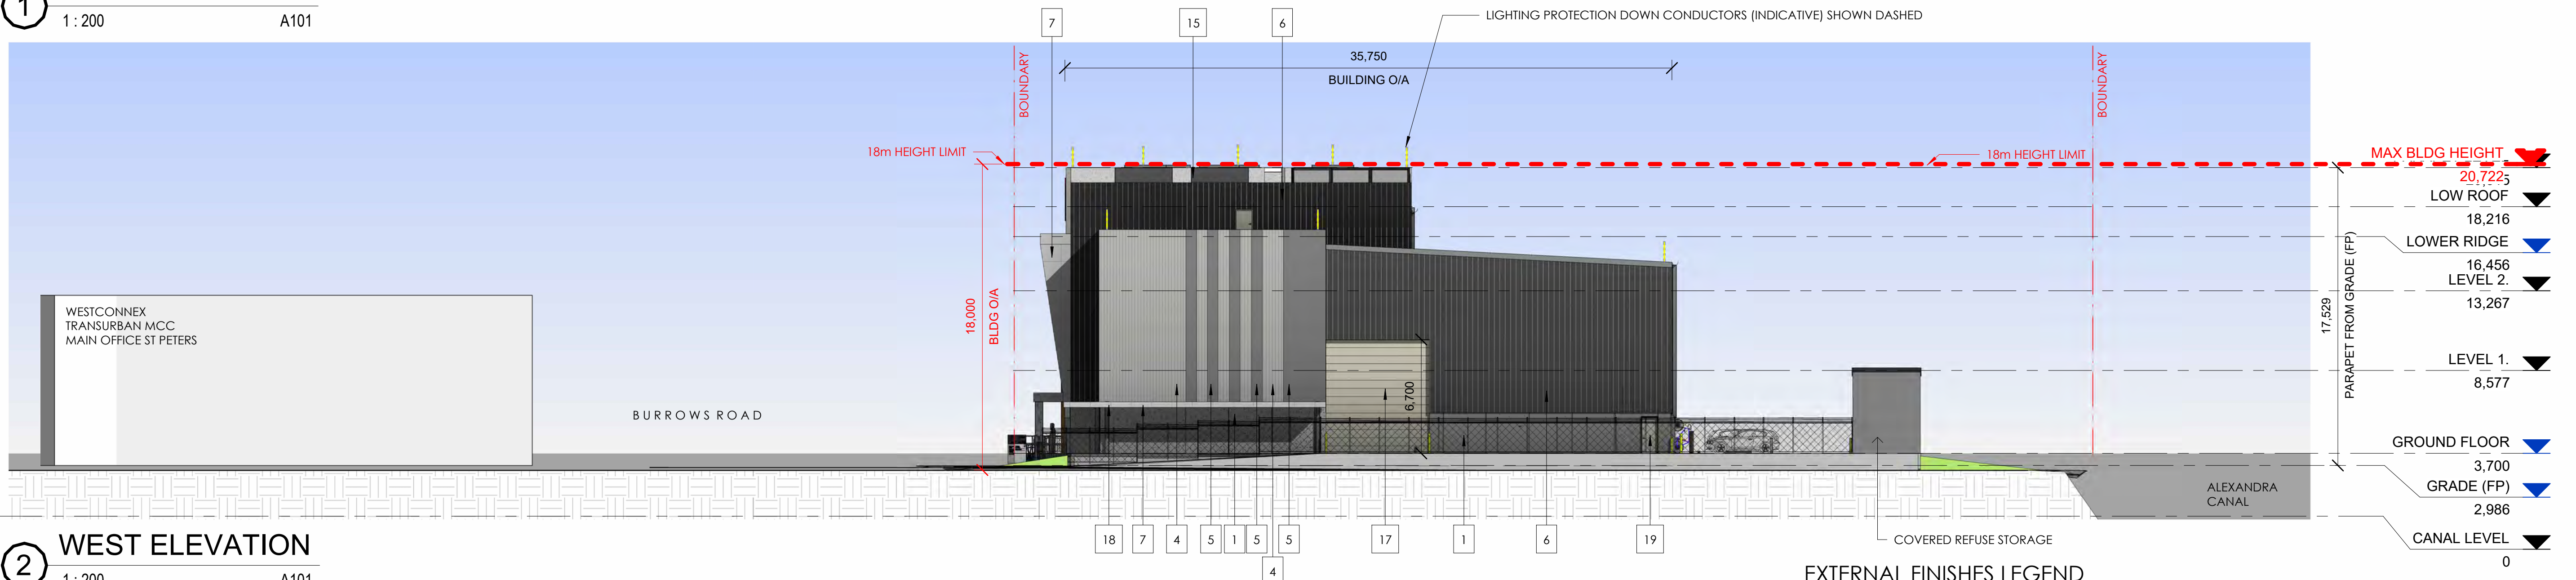 1
1 : 200 A101
7
15
6
LIGHTING PROTECTION DOWN CONDUCTORS (INDICATIVE) SHOWN DASHED
BOUNDARY
35,750
BUILDING O/A
BOUNDARY
18m HEIGHT LIMIT
18m HEIGHT LIMIT
MAX BLDG HEIGHT
20,722
LOW ROOF
18,216
LOWER RIDGE
16,456
LEVEL 2.
13,267
LEVEL 1.
8,577
GROUND FLOOR
3,700
GRADE (FP)
2,986
CANAL LEVEL
0
17,529
PARAPET FROM GRADE (FP)
18,000
BLDG O/A
WESTCONNEX
TRANSURBAN MCC
MAIN OFFICE ST PETERS
BURROWS ROAD
6,700
ALEXANDRA
CANAL
18
7
4
5
1
5
4
5
17
1
6
19
COVERED REFUSE STORAGE
2
WEST ELEVATION
1 : 200 A101
EXTERNAL FINISHES LEGEND